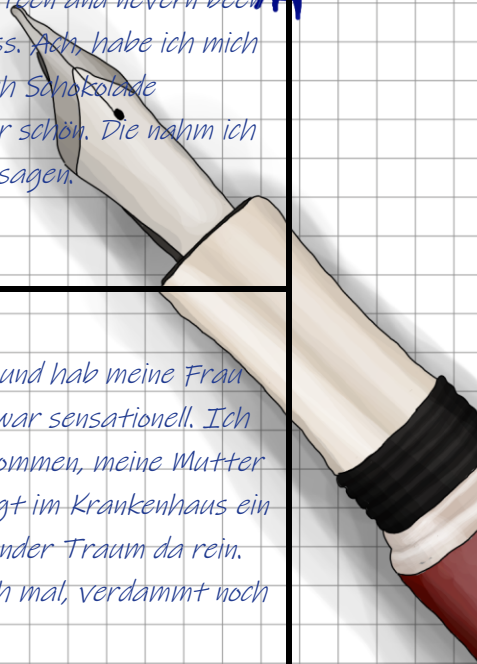 ss. Ach, habe ich mich
h Schokolade
r schön. Die nahm ich
sagen.
und hab meine Frau
war sensationell. Ich
ommen, meine Mutter
gt im Krankenhaus ein
nder Traum da rein.
h mal, verdammt noch